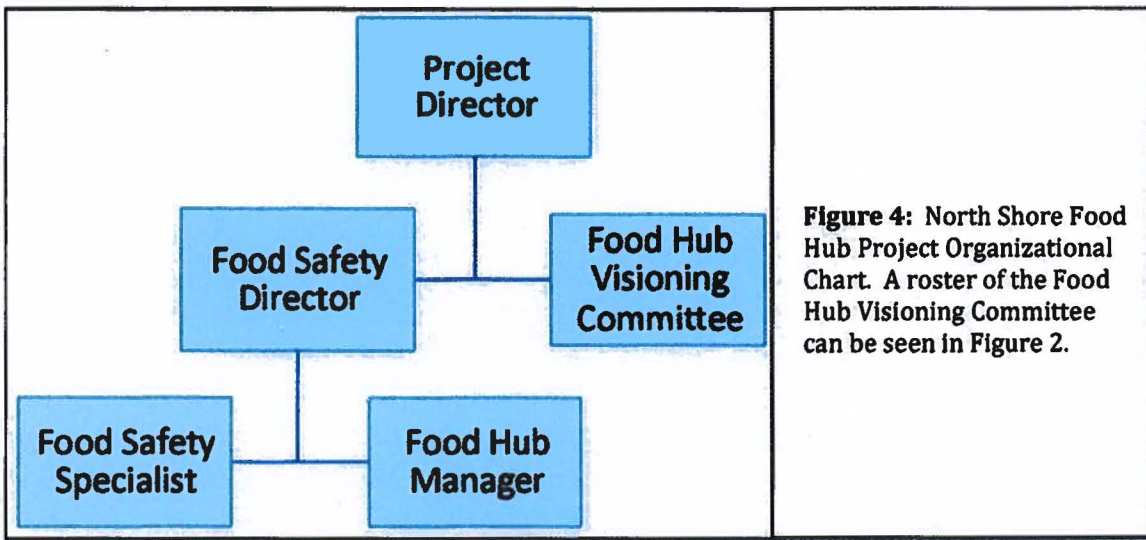 Project
Director
Food Safety
Director
Food Hub
Visioning
Committee
Food Safety
Specialist
Food Hub
Manager
Figure 4: North Shore Food
Hub Project Organizational
Chart. A roster of the Food
Hub Visioning Committee
can be seen in Figure 2.